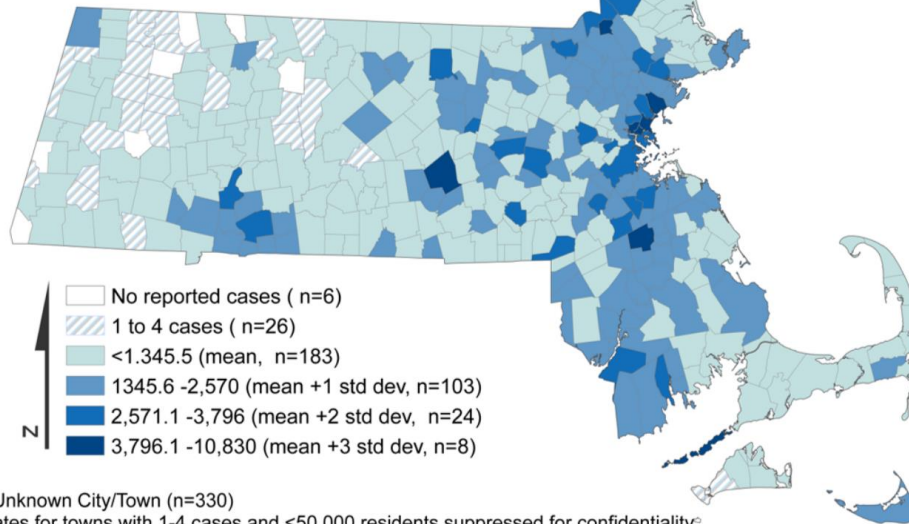 No reported cases ( n=6)
1 to 4 cases ( n=26)
<1.345.5 (mean, n=183)
1345.6 -2,570 (mean +1 std dev, n=103)
2,571.1 -3,796 (mean +2 std dev, n=24)
3,796.1 -10,830 (mean +3 std dev, n=8)
N
Unknown City/Town (n=330)
ates for towns with 1-4 cases and <50,000 residents suppressed for confidentiality